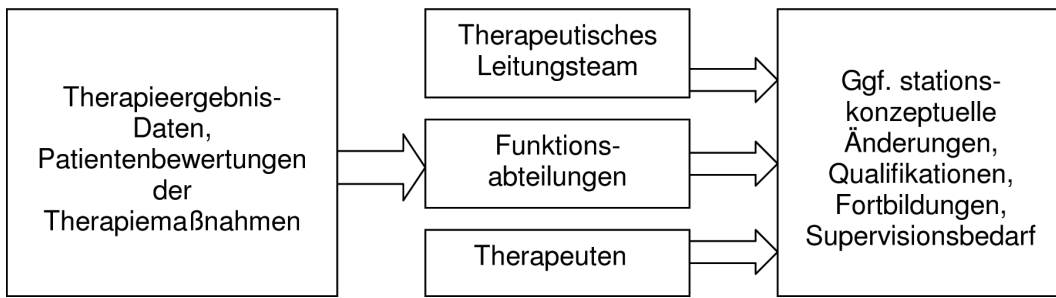 Therapieergebnis-
Daten,
Patientenbewertungen
der
Therapiemaßnahmen
Therapeutisches
Leitungsteam
Funktions-
abteilungen
Therapeuten
Ggf. stations-
konzeptuelle
Änderungen,
Qualifikationen,
Fortbildungen,
Supervisionsbedarf